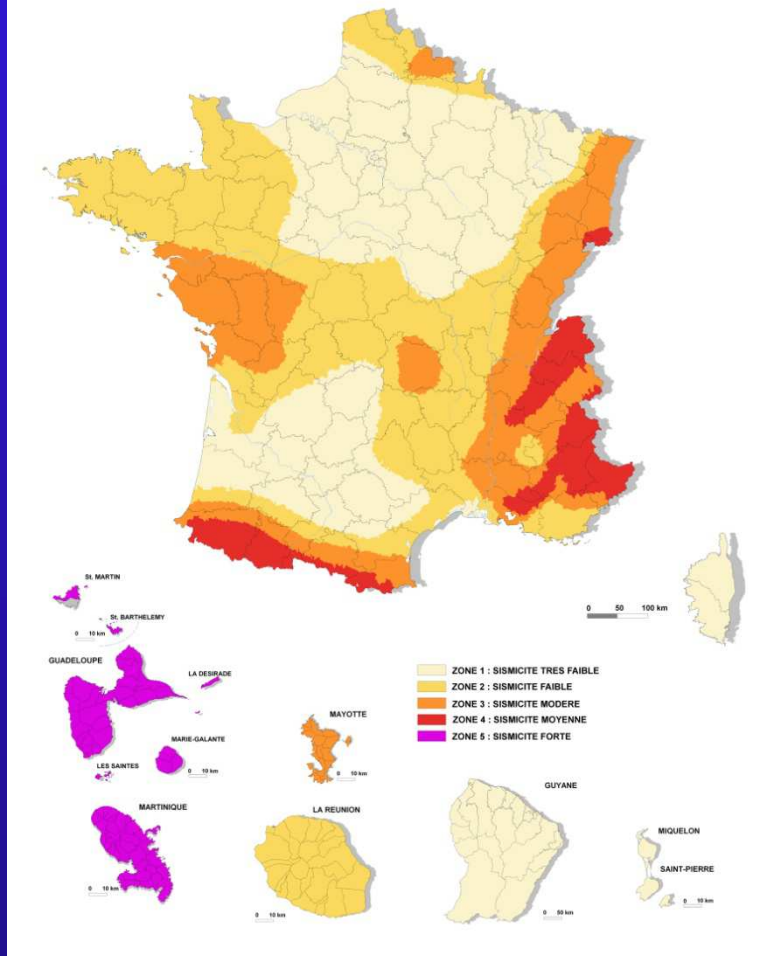 0 50 100 km
St. MARTIN
0 10 km
St. BARTHELEMY
GUADELOUPE
LA DESIRADE
ZONE 1 : SISMICITE TRES FAIBLE
ZONE 2 : SISMICITE FAIBLE
ZONE 3 : SISMICITE MODERE
ZONE 4 : SISMICITE MOYENNE
ZONE 5 : SISMICITE FORTE
MAYOTTE
0 10 km
MARIE-GALANTE
0 10 km
LES SAINTES
0 10 km
MARTINIQUE
0 10 km
LA REUNION
0 10 km
GUYANE
0 50 km
MIQUELON
SAINT-PIERRE
0 10 km